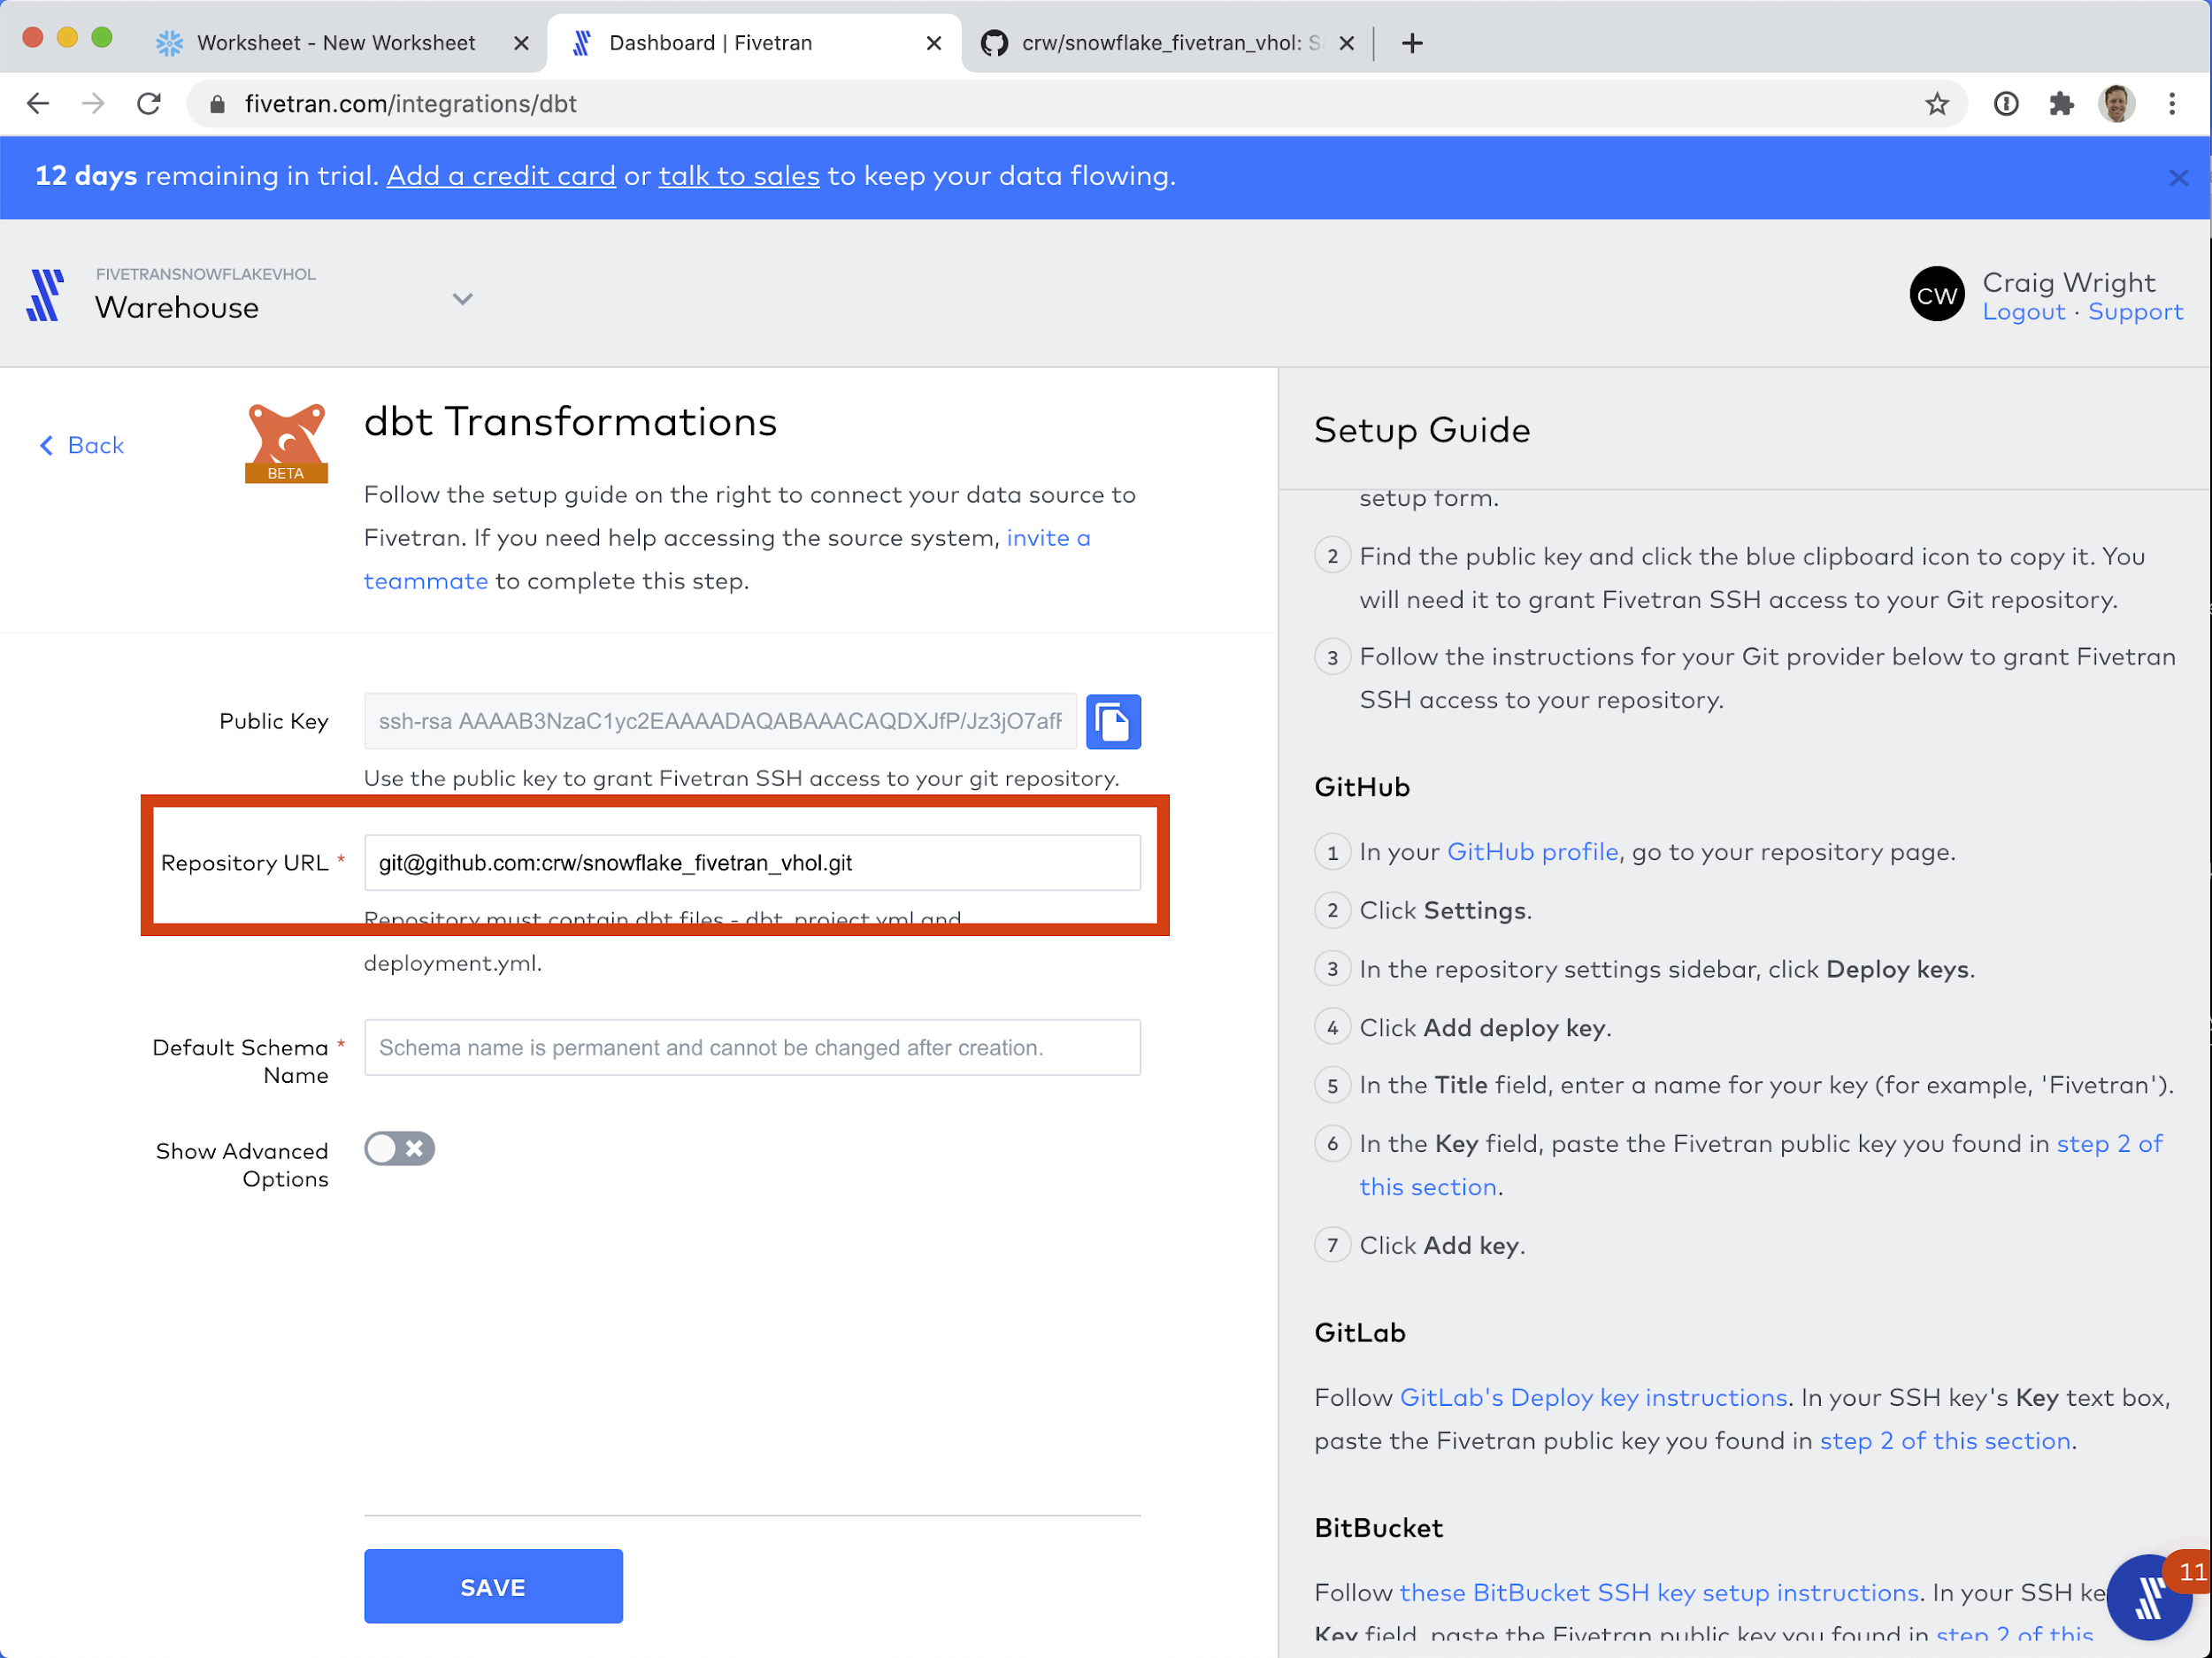 Worksheet - New Worksheet
Dashboard | Fivetran
crw/snowflake_fivetran_vhol: S
fivetran.com/integrations/dbt
12 days remaining in trial. Add a credit card or talk to sales to keep your data flowing.
FIVETRANSNOWFLAKEVHOL
Warehouse
CW
Craig Wright
Logout · Support
Back
BETA
dbt Transformations
Follow the setup guide on the right to connect your data source to
Fivetran. If you need help accessing the source system, invite a
teammate to complete this step.
Public Key
ssh-rsa AAAAB3NzaC1yc2EAAAADAQABAAACAQDXJfP/Jz3jO7aff
Use the public key to grant Fivetran SSH access to your git repository.
Repository URL *
git@github.com:crw/snowflake_fivetran_vhol.git
Repository must contain dbt files - dbt_project.yml and
deployment.yml.
Default Schema *
Name
Schema name is permanent and cannot be changed after creation.
Show Advanced
Options
SAVE
Setup Guide
setup form.
2 Find the public key and click the blue clipboard icon to copy it. You
will need it to grant Fivetran SSH access to your Git repository.
3 Follow the instructions for your Git provider below to grant Fivetran
SSH access to your repository.
GitHub
1 In your GitHub profile, go to your repository page.
2 Click Settings.
3 In the repository settings sidebar, click Deploy keys.
4 Click Add deploy key.
5 In the Title field, enter a name for your key (for example, 'Fivetran').
6 In the Key field, paste the Fivetran public key you found in step 2 of
this section.
7 Click Add key.
GitLab
Follow GitLab's Deploy key instructions. In your SSH key's Key text box,
paste the Fivetran public key you found in step 2 of this section.
BitBucket
Follow these BitBucket SSH key setup instructions. In your SSH ke
Key field, paste the Fivetran public key you found in step 2 of this
11